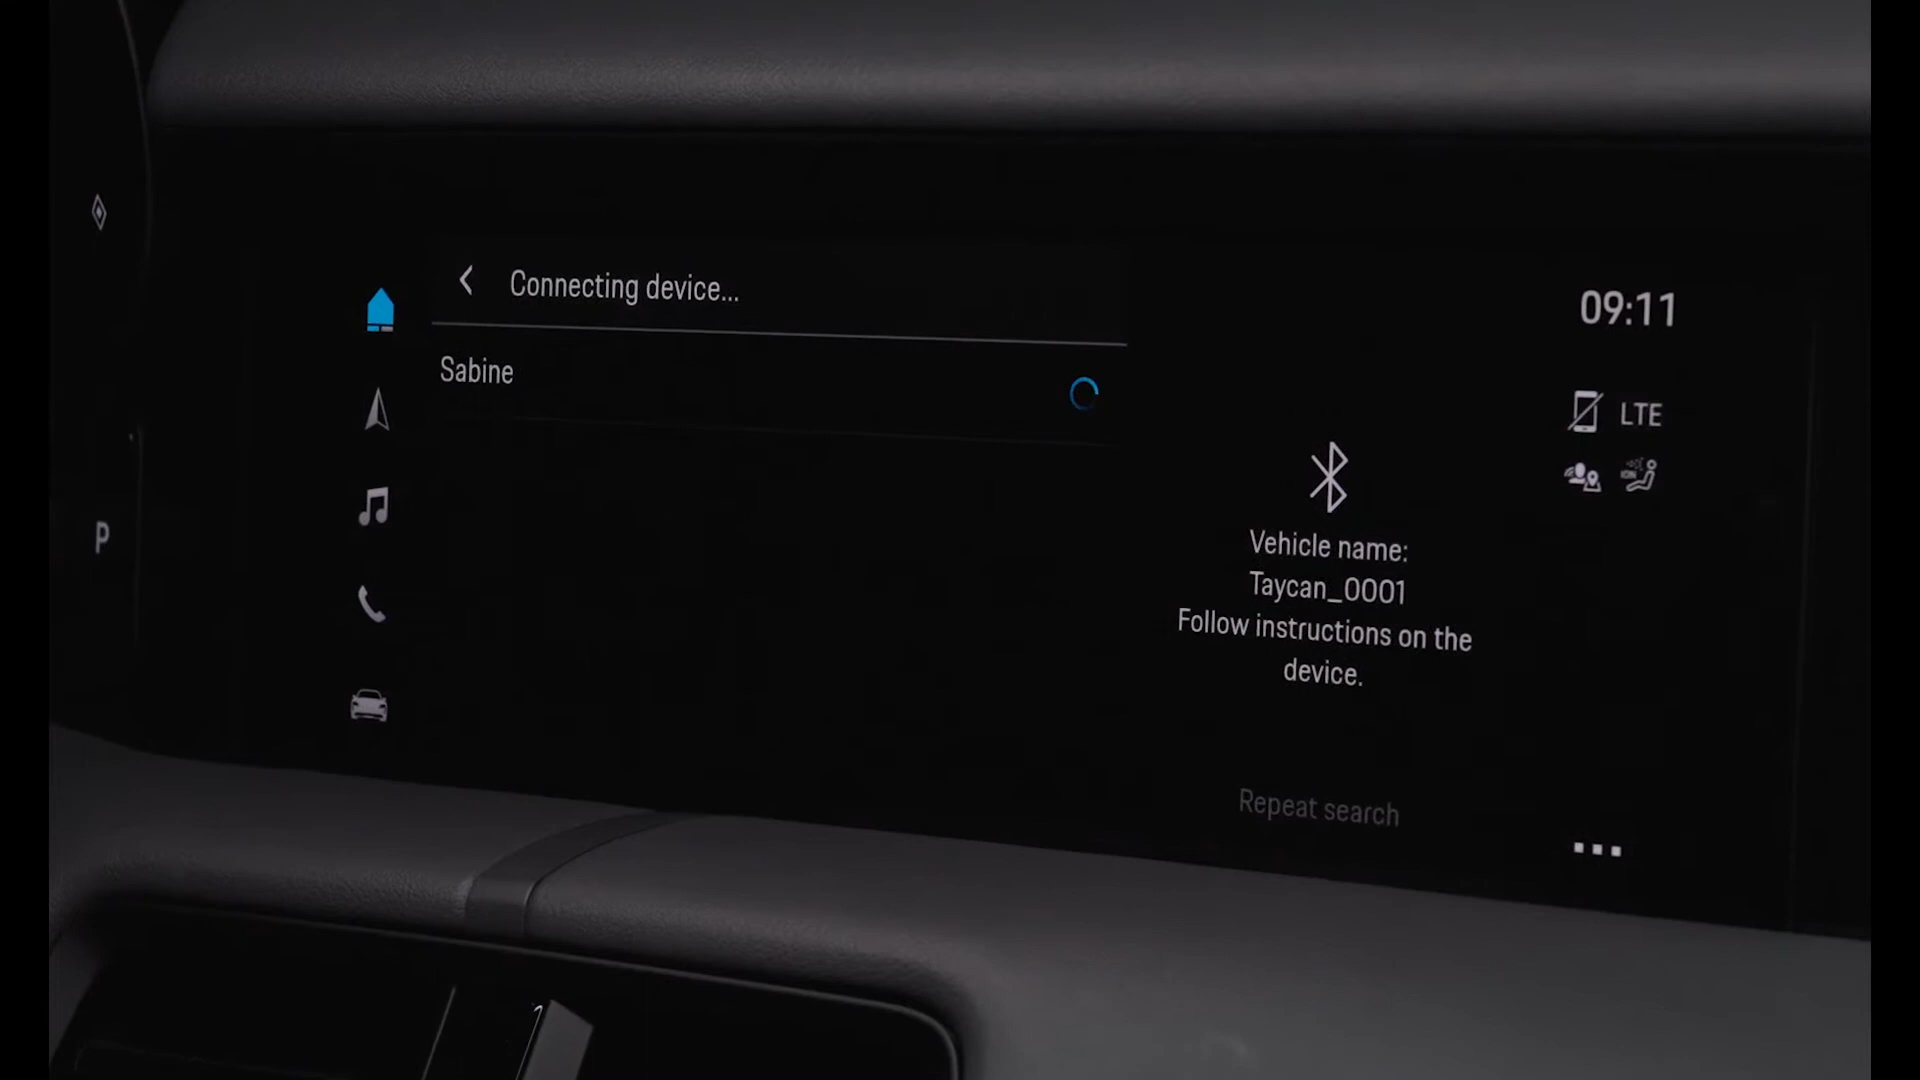 Connecting device...
Sabine
09:11
LTE
P
Vehicle name:
Taycan_0001
Follow instructions on the
device.
Repeat search